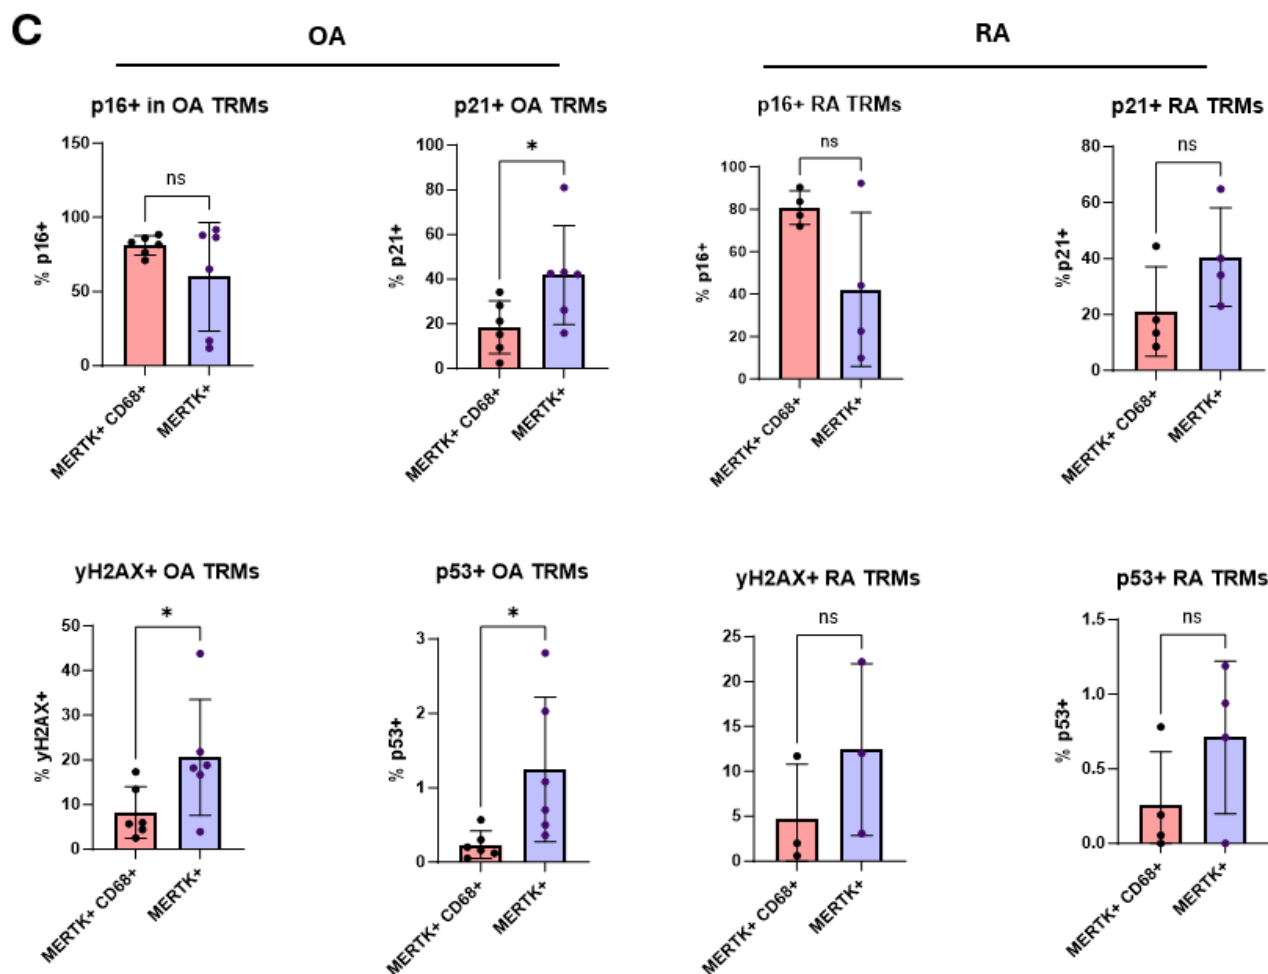 C
OA
RA
p16+ in OA TRMs
150
100
50
0
% p16+
ns
MERTK+ CD68+
MERTK+
p21+ OA TRMs
100
80
60
40
20
0
% p21+
*
MERTK+ CD68+
MERTK+
p16+ RA TRMs
100
80
60
40
20
0
% p16+
ns
MERTK+ CD68+
MERTK+
p21+ RA TRMs
80
60
40
20
0
%p21+
ns
MERTK+ CD68+
MERTK+
yH2AX+ OA TRMs
50
40
30
20
10
0
% yH2AX+
*
MERTK+ CD68+
MERTK+
p53+ OA TRMs
3
2
1
0
% p53+
*
MERTK+ CD68+
MERTK+
yH2AX+ RA TRMs
25
20
15
10
5
0
% yH2AX+
ns
MERTK+ CD68+
MERTK+
p53+ RA TRMs
1.5
1.0
0.5
0.0
% p53+
ns
MERTK+ CD68+
MERTK+